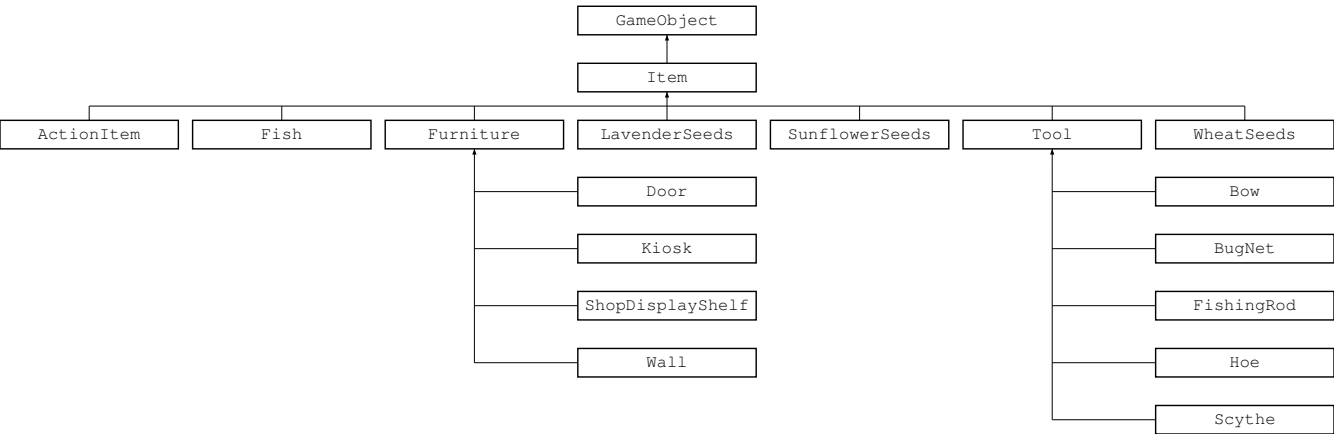 GameObject
Item
ActionItem
Fish
Furniture
LavenderSeeds
SunflowerSeeds
Tool
WheatSeeds
Door
Bow
Kiosk
BugNet
ShopDisplayShelf
FishingRod
Wall
Hoe
Scythe